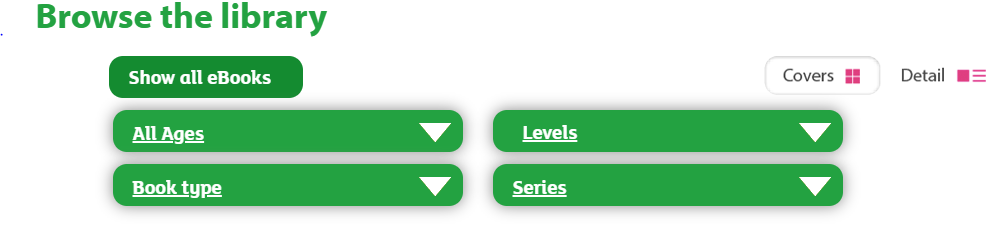 Browse the library
Show all eBooks
Covers
Detail
All Ages
Levels
Book type
Series